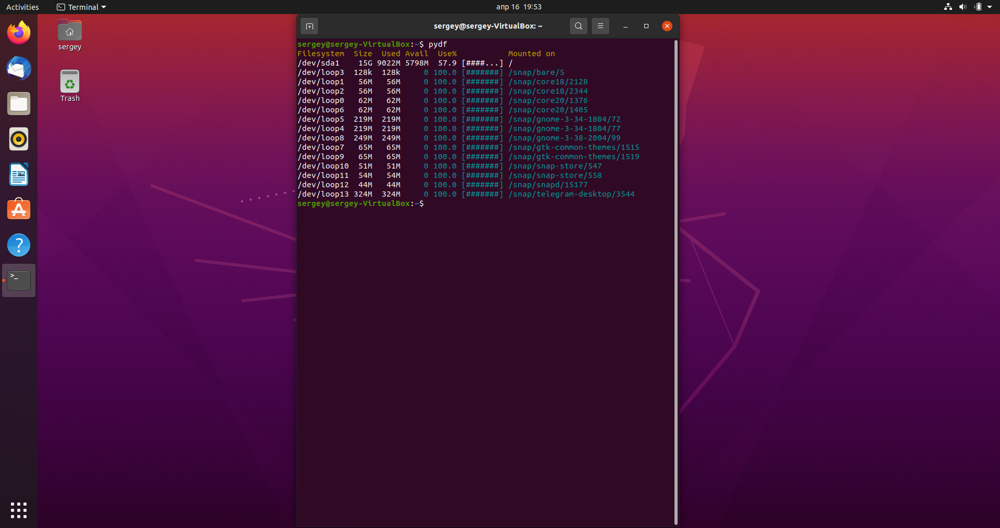 Activities Terminal апр 16 19:53
sergey
Trash
sergey@sergey-VirtualBox: ~
sergey@sergey-VirtualBox:~$ pydf
Filesystem Size Used Avail Use% Mounted on
/dev/sda1 15G 9022M 5798M 57.9 [####...] /
/dev/loop3 128k 128k 0 100.0 [#######] /snap/bare/5
/dev/loop1 56M 56M 0 100.0 [#######] /snap/core18/2128
/dev/loop2 56M 56M 0 100.0 [#######] /snap/core18/2344
/dev/loop0 62M 62M 0 100.0 [#######] /snap/core20/1376
/dev/loop6 62M 62M 0 100.0 [#######] /snap/core20/1405
/dev/loop5 219M 219M 0 100.0 [#######] /snap/gnome-3-34-1804/72
/dev/loop4 219M 219M 0 100.0 [#######] /snap/gnome-3-34-1804/77
/dev/loop8 249M 249M 0 100.0 [#######] /snap/gnome-3-38-2004/99
/dev/loop7 65M 65M 0 100.0 [#######] /snap/gtk-common-themes/1515
/dev/loop9 65M 65M 0 100.0 [#######] /snap/gtk-common-themes/1519
/dev/loop10 51M 51M 0 100.0 [#######] /snap/snap-store/547
/dev/loop11 54M 54M 0 100.0 [#######] /snap/snap-store/558
/dev/loop12 44M 44M 0 100.0 [#######] /snap/snapd/15177
/dev/loop13 324M 324M 0 100.0 [#######] /snap/telegram-desktop/3544
sergey@sergey-VirtualBox:~$